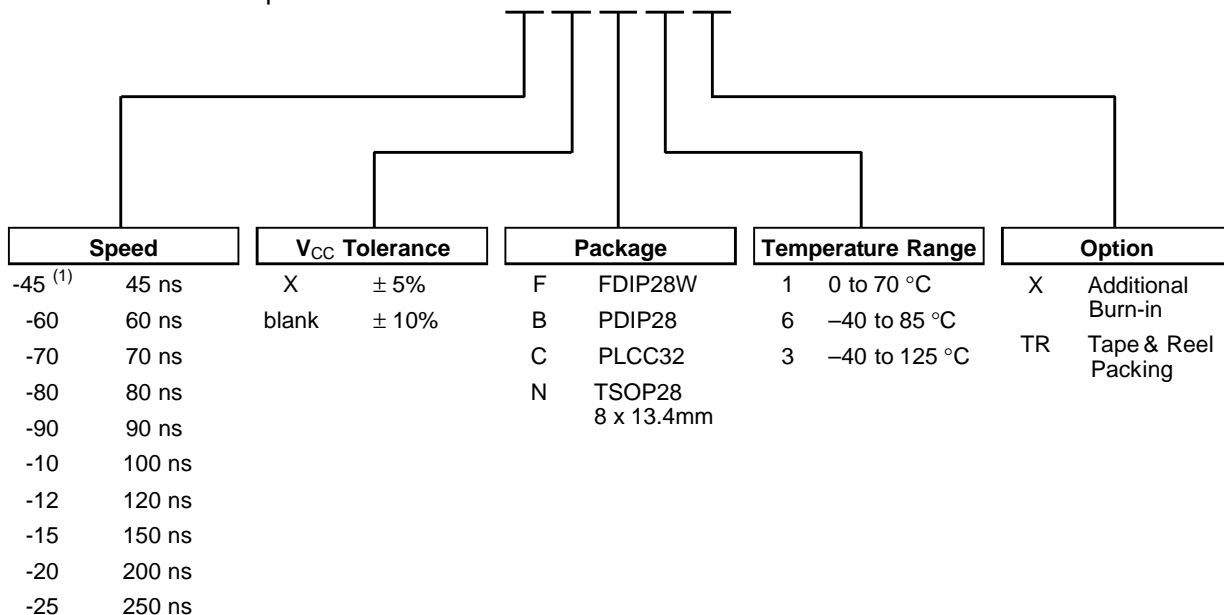 Speed
-45 (1) 45 ns
-60 60 ns
-70 70 ns
-80 80 ns
-90 90 ns
-10 100 ns
-12 120 ns
-15 150 ns
-20 200 ns
-25 250 ns
VCC Tolerance
X ± 5%
blank ± 10%
Package
F FDIP28W
B PDIP28
C PLCC32
N TSOP28
8 x 13.4mm
Temperature Range
1 0 to 70 °C
6 –40 to 85 °C
3 –40 to 125 °C
Option
X Additional
Burn-in
TR Tape & Reel
Packing